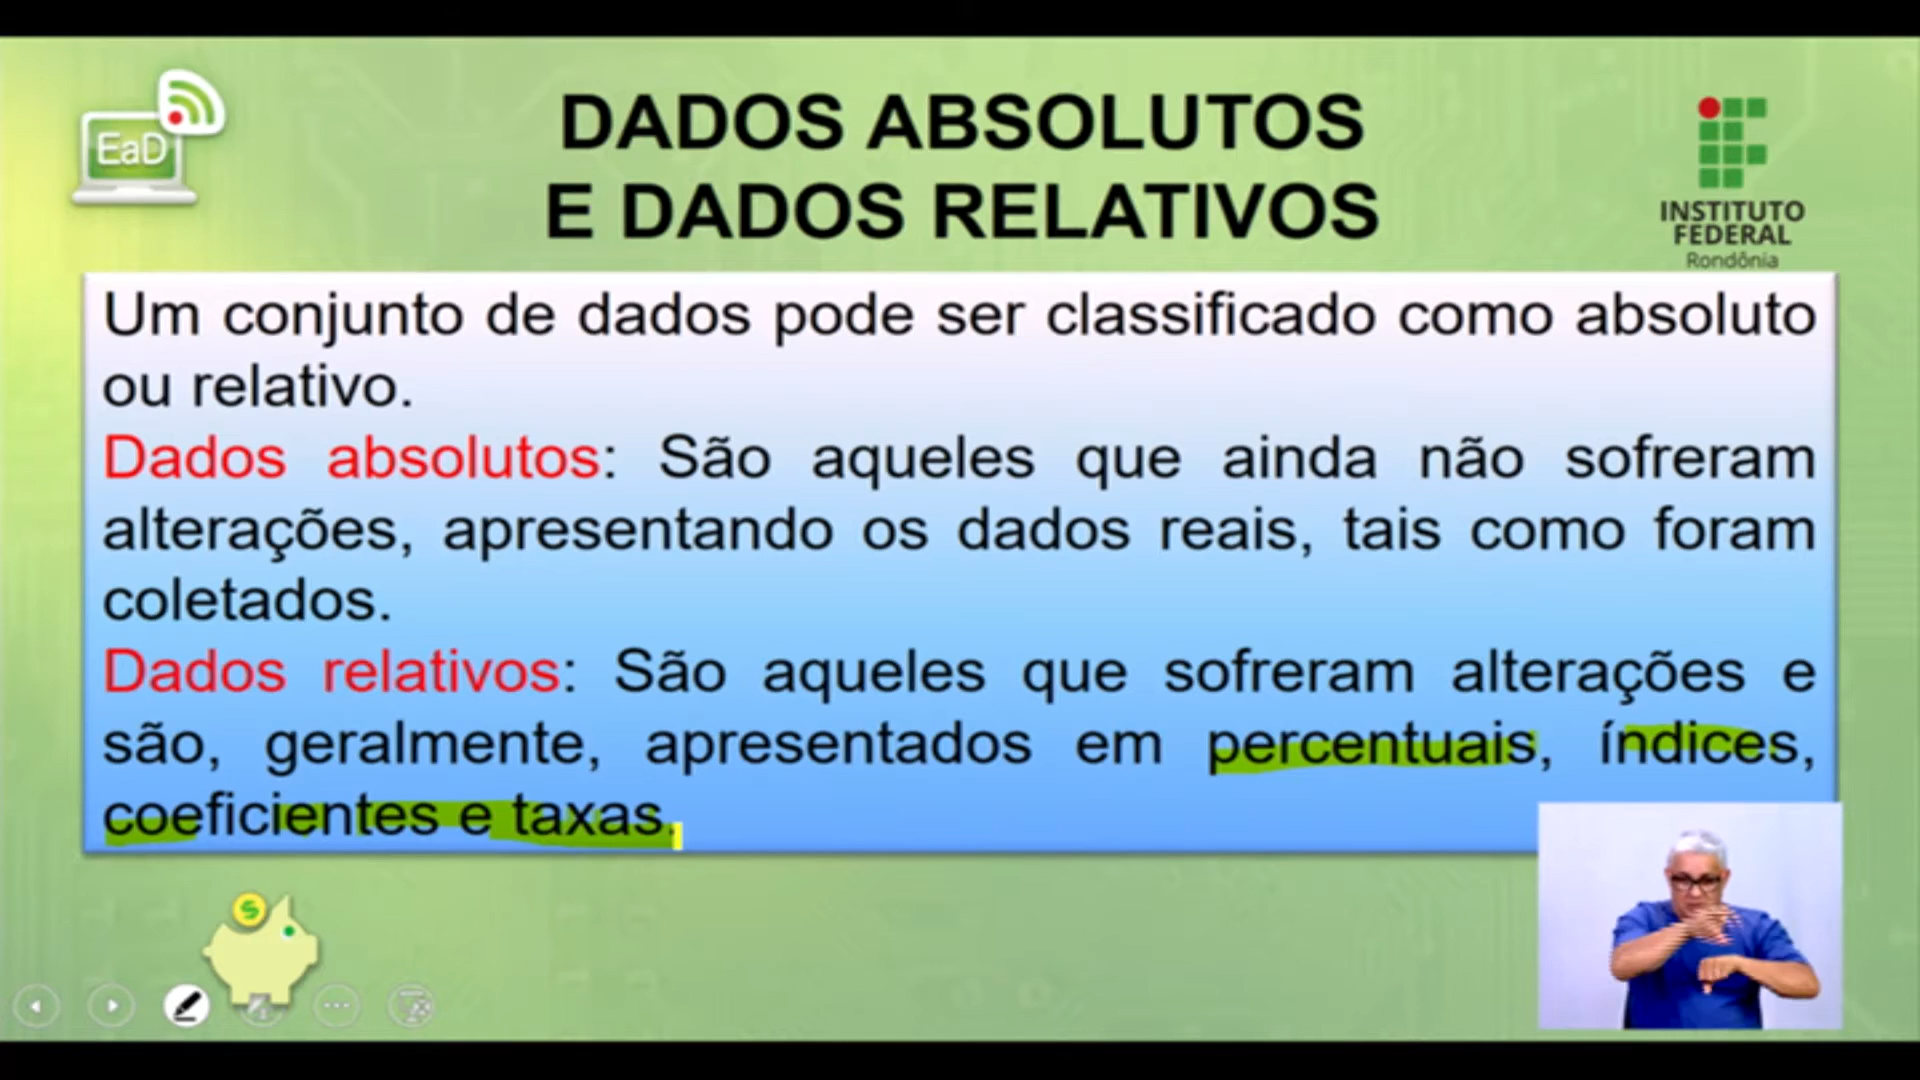 EaD
DADOS ABSOLUTOS
E DADOS RELATIVOS
INSTITUTO
FEDERAL
Rondônia
Um conjunto de dados pode ser classificado como absoluto
ou relativo.
Dados absolutos: São aqueles que ainda não sofreram
alterações, apresentando os dados reais, tais como foram
coletados.
Dados relativos: São aqueles que sofreram alterações e
são, geralmente, apresentados em percentuais, índices,
coeficientes e taxas.
$